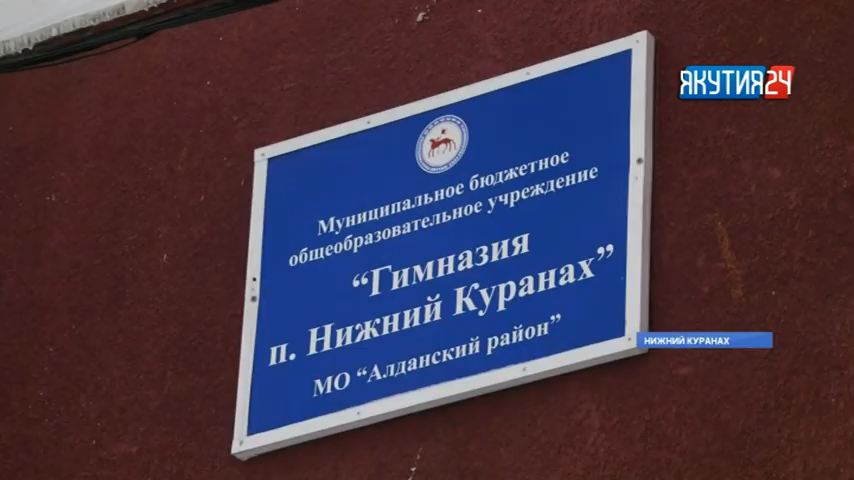 ЯКУТИЯ24
Муниципальное бюджетное
общеобразовательное учреждение
“Гимназия
п. Нижний Куранах”
МО “Алданский район”
НИЖНИЙ КУРАНАХ